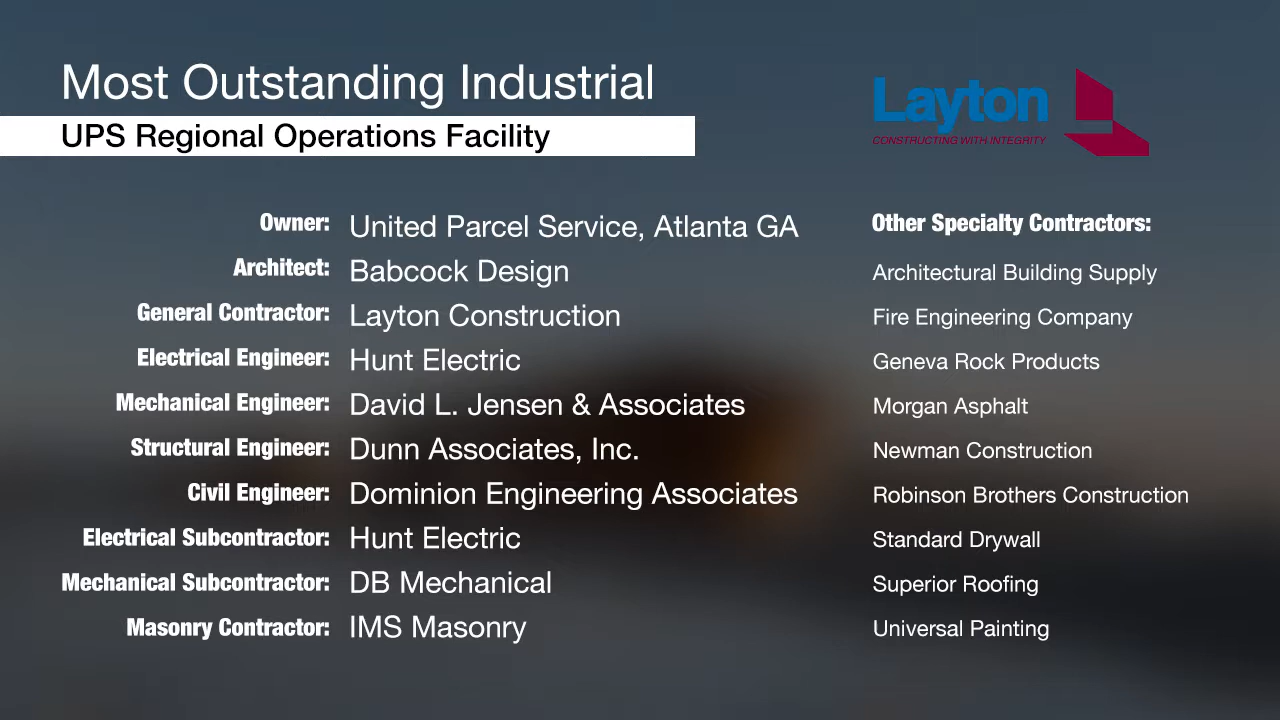 Most Outstanding Industrial
UPS Regional Operations Facility
Layton
CONSTRUCTING WITH INTEGRITY
Owner: United Parcel Service, Atlanta GA
Architect: Babcock Design
General Contractor: Layton Construction
Electrical Engineer: Hunt Electric
Mechanical Engineer: David L. Jensen & Associates
Structural Engineer: Dunn Associates, Inc.
Civil Engineer: Dominion Engineering Associates
Electrical Subcontractor: Hunt Electric
Mechanical Subcontractor: DB Mechanical
Masonry Contractor: IMS Masonry
Other Specialty Contractors:
Architectural Building Supply
Fire Engineering Company
Geneva Rock Products
Morgan Asphalt
Newman Construction
Robinson Brothers Construction
Standard Drywall
Superior Roofing
Universal Painting